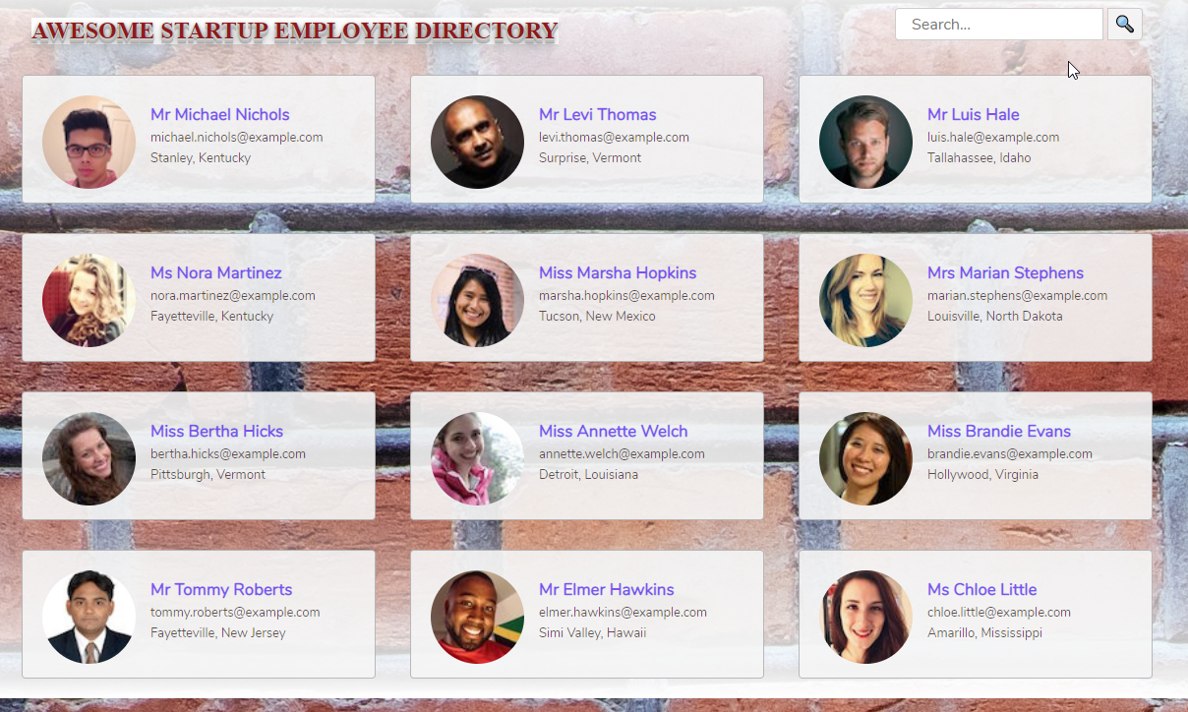 AWESOME STARTUP EMPLOYEE DIRECTORY
Search...
Mr Michael Nichols
michael.nichols@example.com
Stanley, Kentucky
Mr Levi Thomas
levi.thomas@example.com
Surprise, Vermont
Mr Luis Hale
luis.hale@example.com
Tallahassee, Idaho
Ms Nora Martinez
nora.martinez@example.com
Fayetteville, Kentucky
Miss Marsha Hopkins
marsha.hopkins@example.com
Tucson, New Mexico
Mrs Marian Stephens
marian.stephens@example.com
Louisville, North Dakota
Miss Bertha Hicks
bertha.hicks@example.com
Pittsburgh, Vermont
Miss Annette Welch
annette.welch@example.com
Detroit, Louisiana
Miss Brandie Evans
brandie.evans@example.com
Hollywood, Virginia
Mr Tommy Roberts
tommy.roberts@example.com
Fayetteville, New Jersey
Mr Elmer Hawkins
elmer.hawkins@example.com
Simi Valley, Hawaii
Ms Chloe Little
chloe.little@example.com
Amarillo, Mississippi